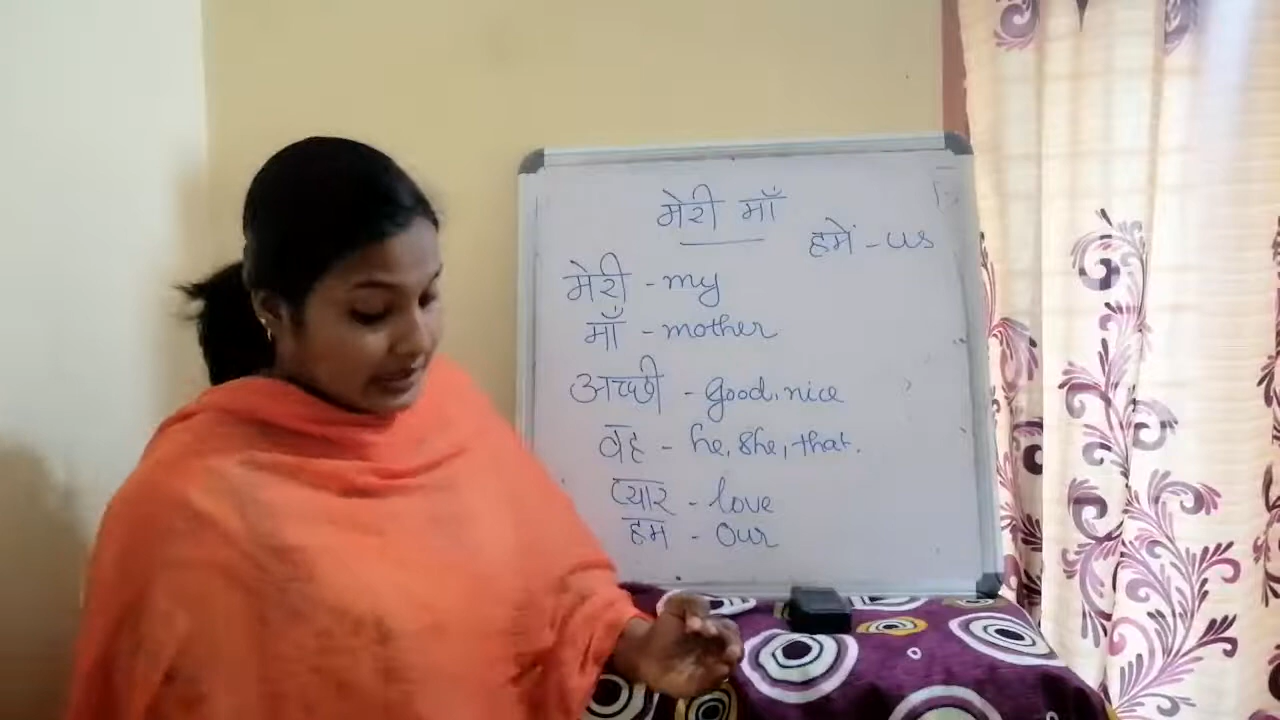 मेरी माँ
हमें - us
मेरी - my
माँ - mother
अच्छी - good, nice
वह - he, she, that.
प्यार - love
हम - Our